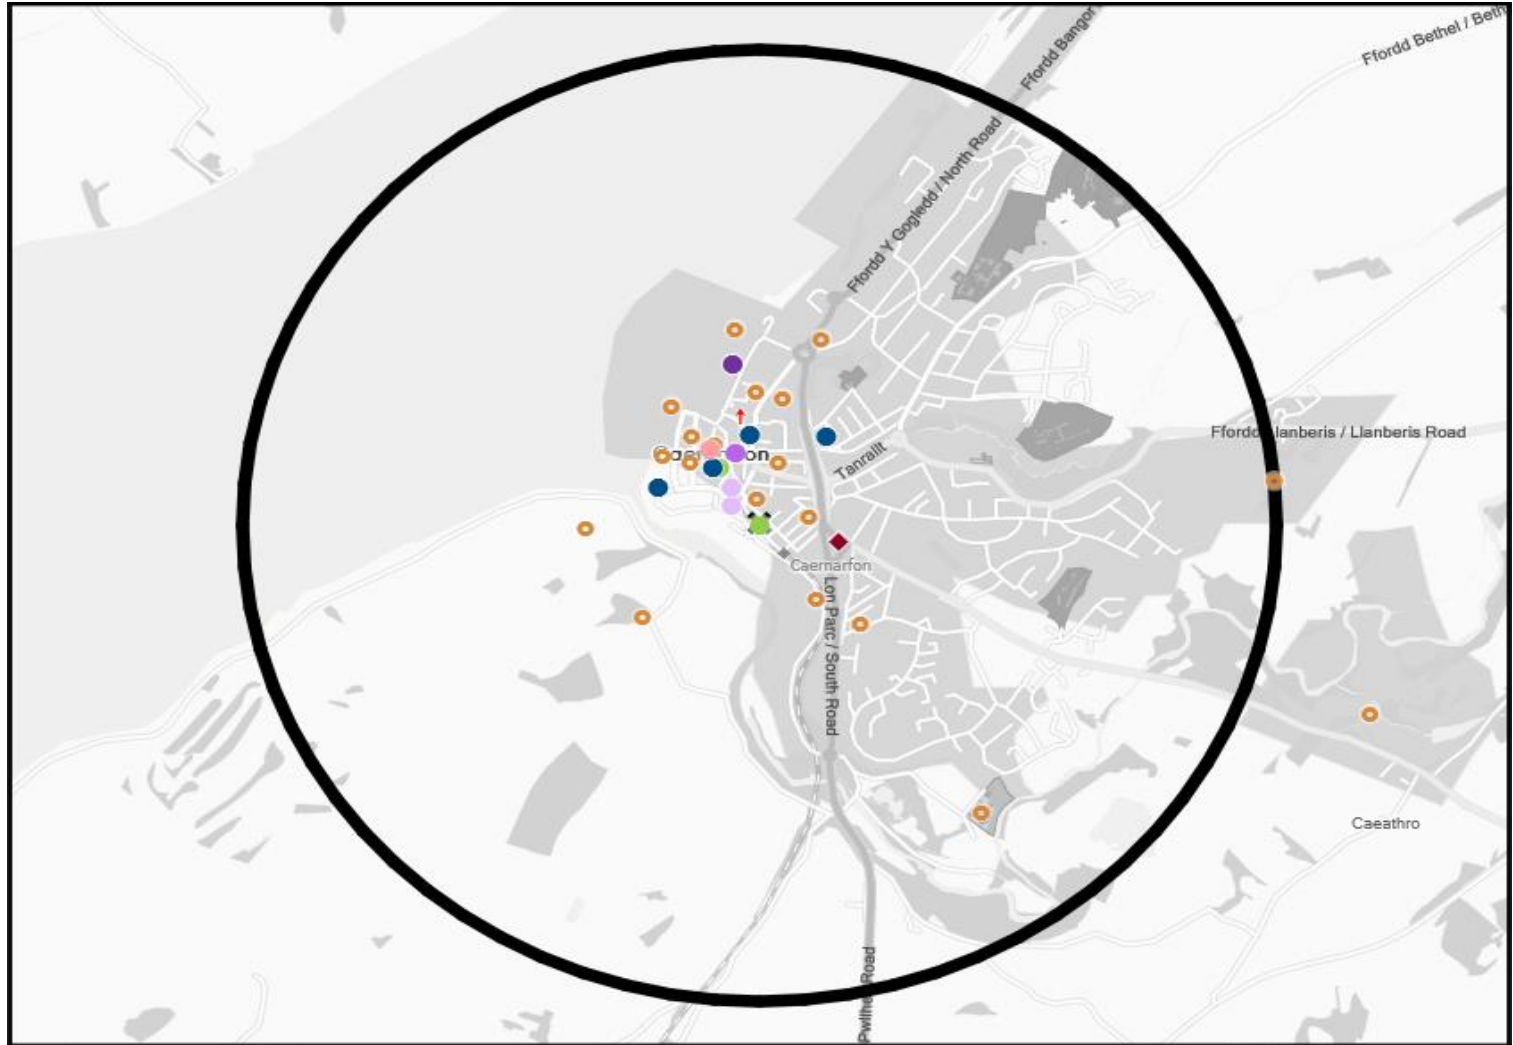 Ffordd Bangor
Ffordd Bethel / Beth
Ffordd Y Gogledd / North Road
Llanberis / Llanberis Road
Tanrallt
Caernarfon
Lon Parc / South Road
Caeathro
Road